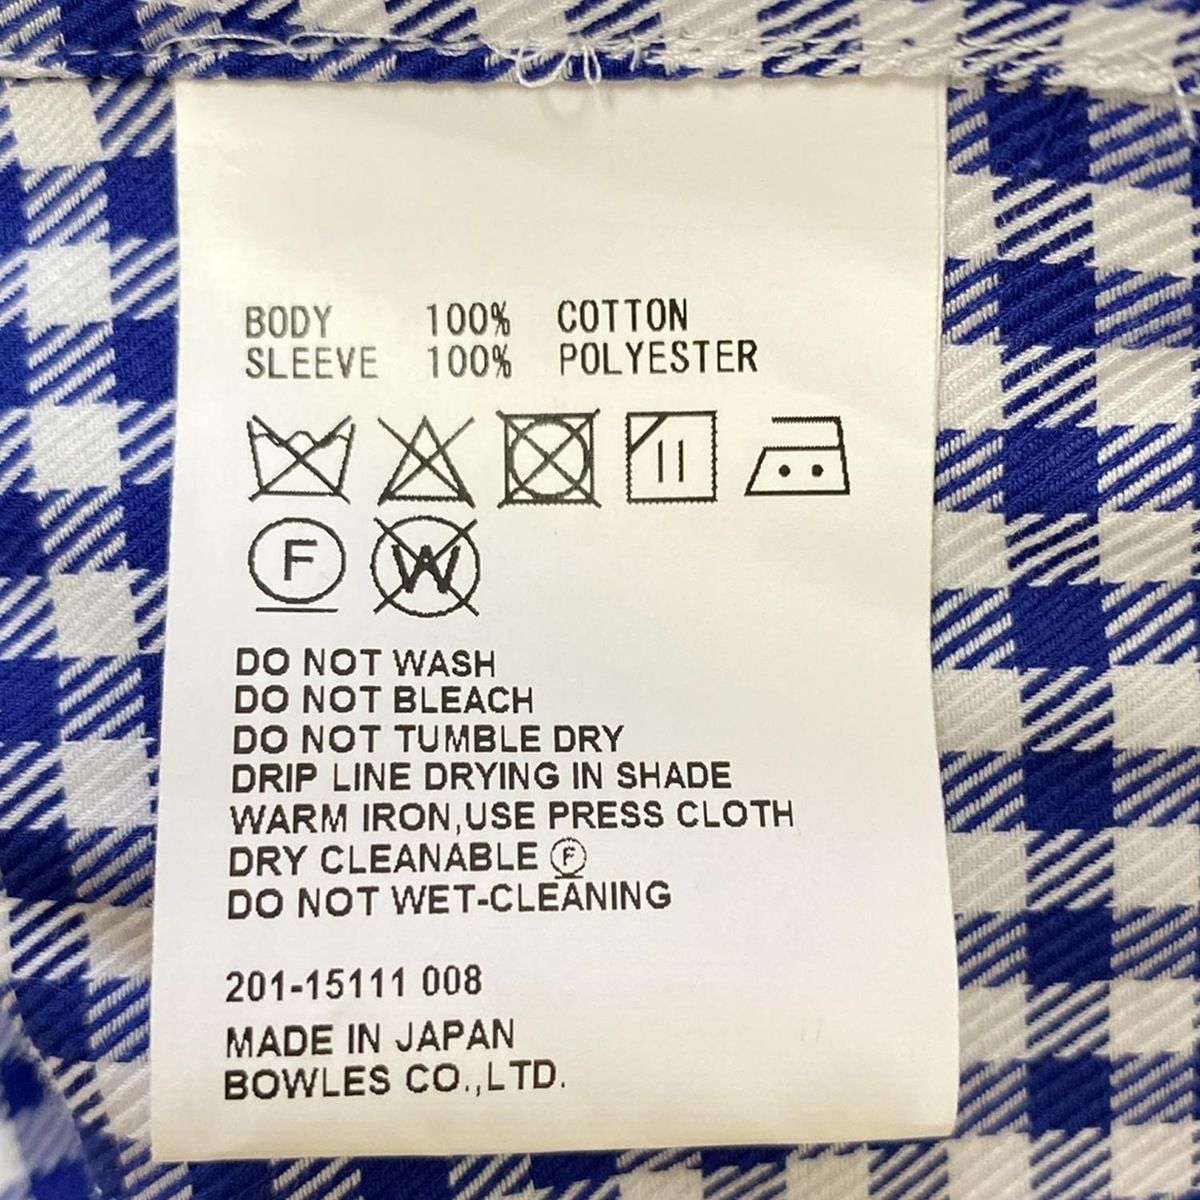 BODY 100% COTTON
SLEEVE 100% POLYESTER
F W
DO NOT WASH
DO NOT BLEACH
DO NOT TUMBLE DRY
DRIP LINE DRYING IN SHADE
WARM IRON,USE PRESS CLOTH
DRY CLEANABLE Ⓕ
DO NOT WET-CLEANING
201-15111 008
MADE IN JAPAN
BOWLES CO.,LTD.